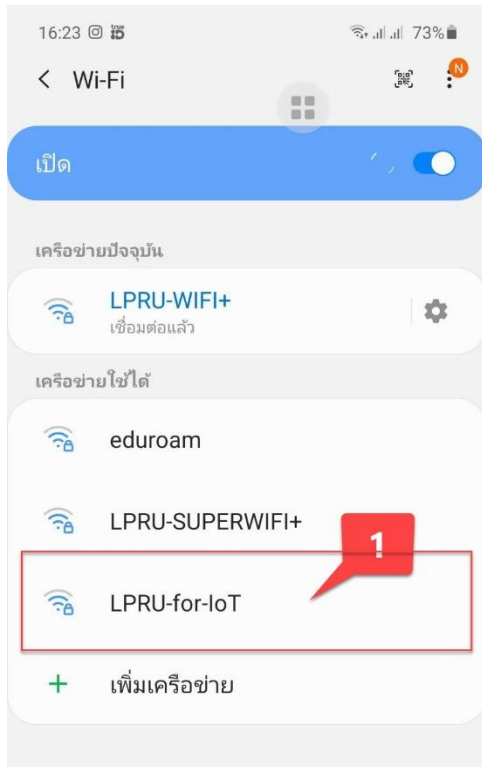 16:23 73%
Wi-Fi N
เปิด
เครือข่ายปัจจุบัน
LPRU-WIFI+
เชื่อมต่อแล้ว
เครือข่ายใช้ได้
eduroam
LPRU-SUPERWIFI+
1
LPRU-for-IoT
เพิ่มเครือข่าย